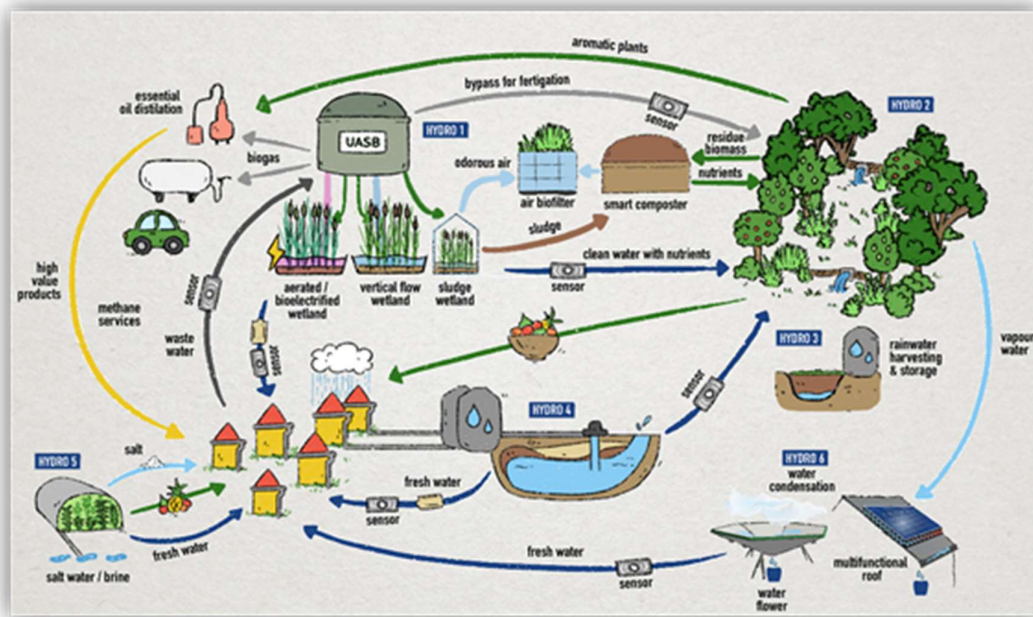 aromatic plants
bypass for fertigation
sensor
essential
oil distilation
UASB
HYDRO 1
HYDRO 2
biogas
odorous air
residue
biomass
nutrients
air biofilter
smart composter
sludge
clean water with nutrients
sensor
aerated /
bioelectrified
wetland
vertical flow
wetland
sludge
wetland
high
value
products
methane
services
waste
water
sensor
sensor
HYDRO 3
rainwater
harvesting
& storage
vapour
water
sensor
HYDRO 4
HYDRO 5
salt
fresh water
sensor
HYDRO 6
water
condensation
fresh water
salt water / brine
fresh water
sensor
multifunctional
roof
water
flower